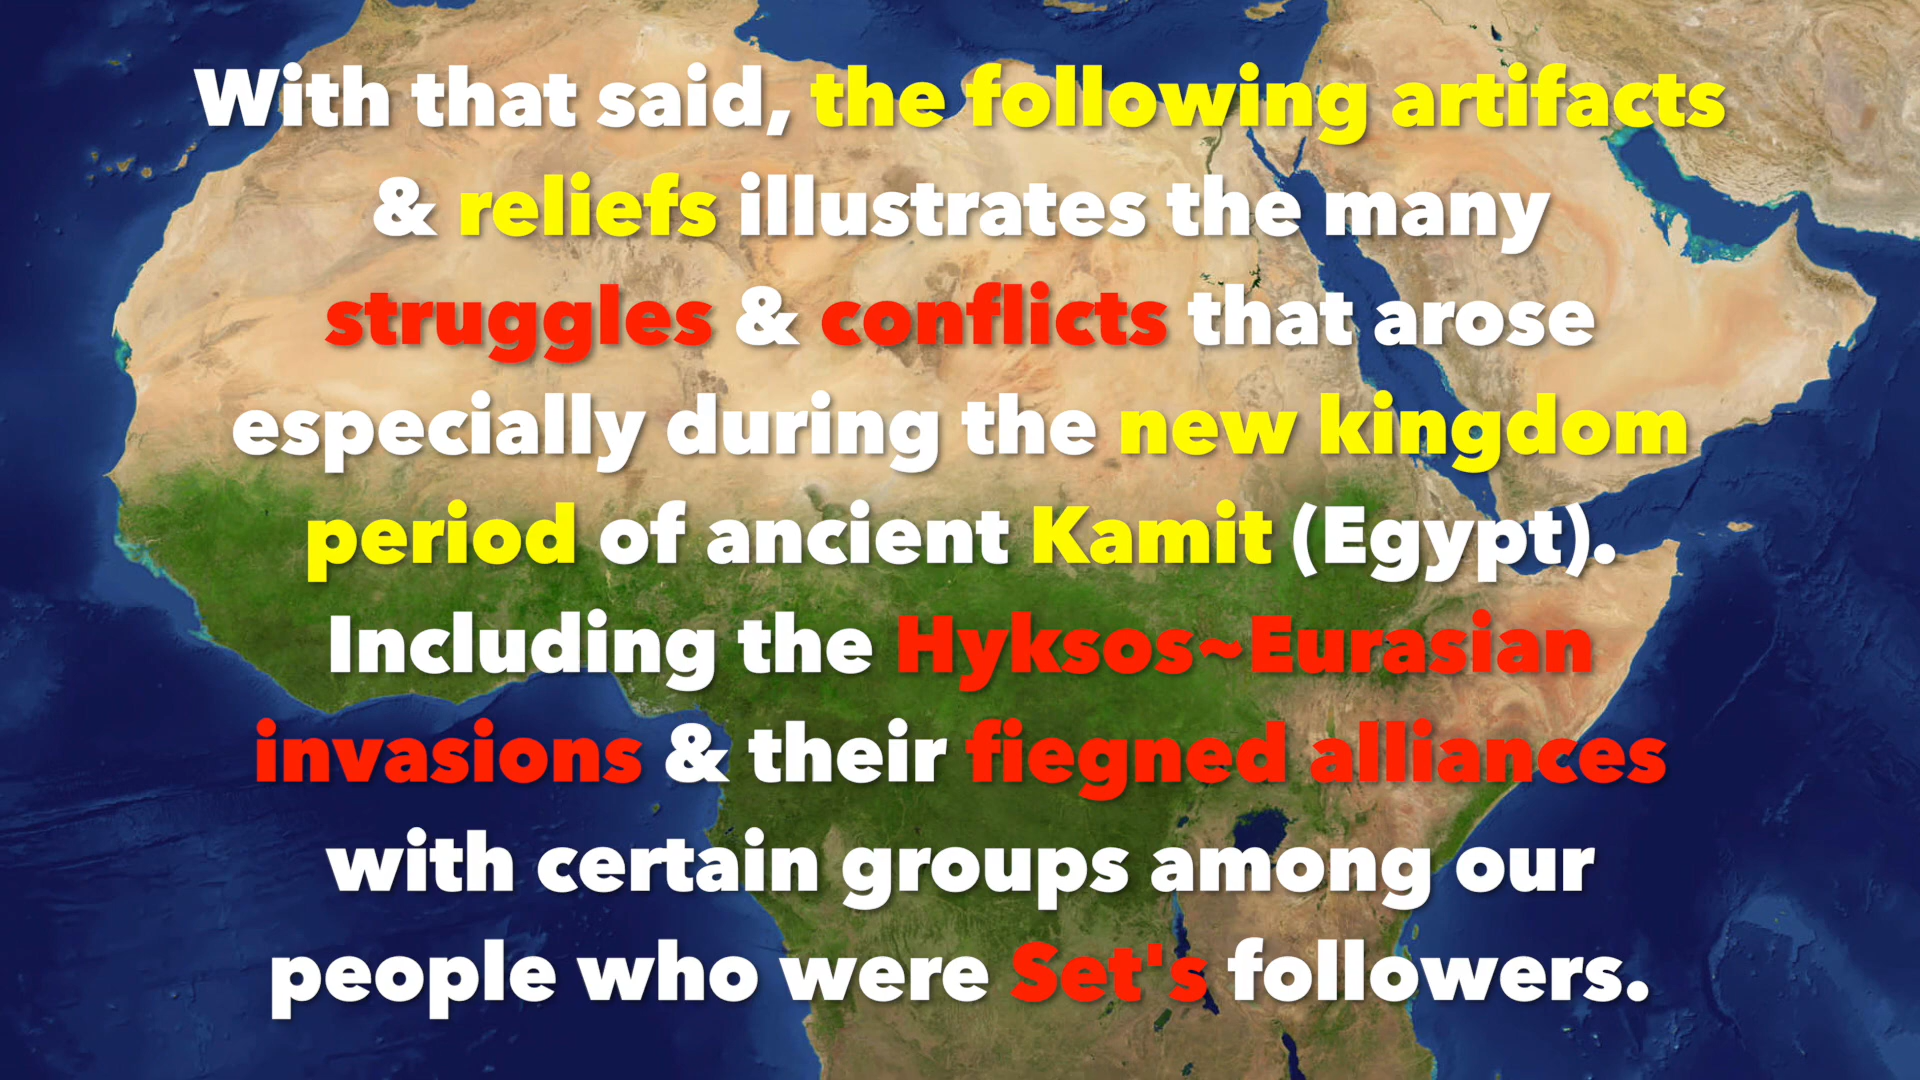 With that said, the following artifacts
& reliefs illustrates the many
struggles & conflicts that arose
especially during the new kingdom
period of ancient Kamit (Egypt).
Including the Hyksos~Eurasian
invasions & their fiegned alliances
with certain groups among our
people who were Set's followers.